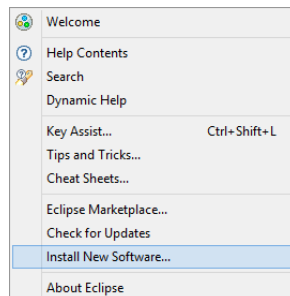 Welcome
Help Contents
Search
Dynamic Help
Key Assist... Ctrl+Shift+L
Tips and Tricks...
Cheat Sheets...
Eclipse Marketplace...
Check for Updates
Install New Software...
About Eclipse